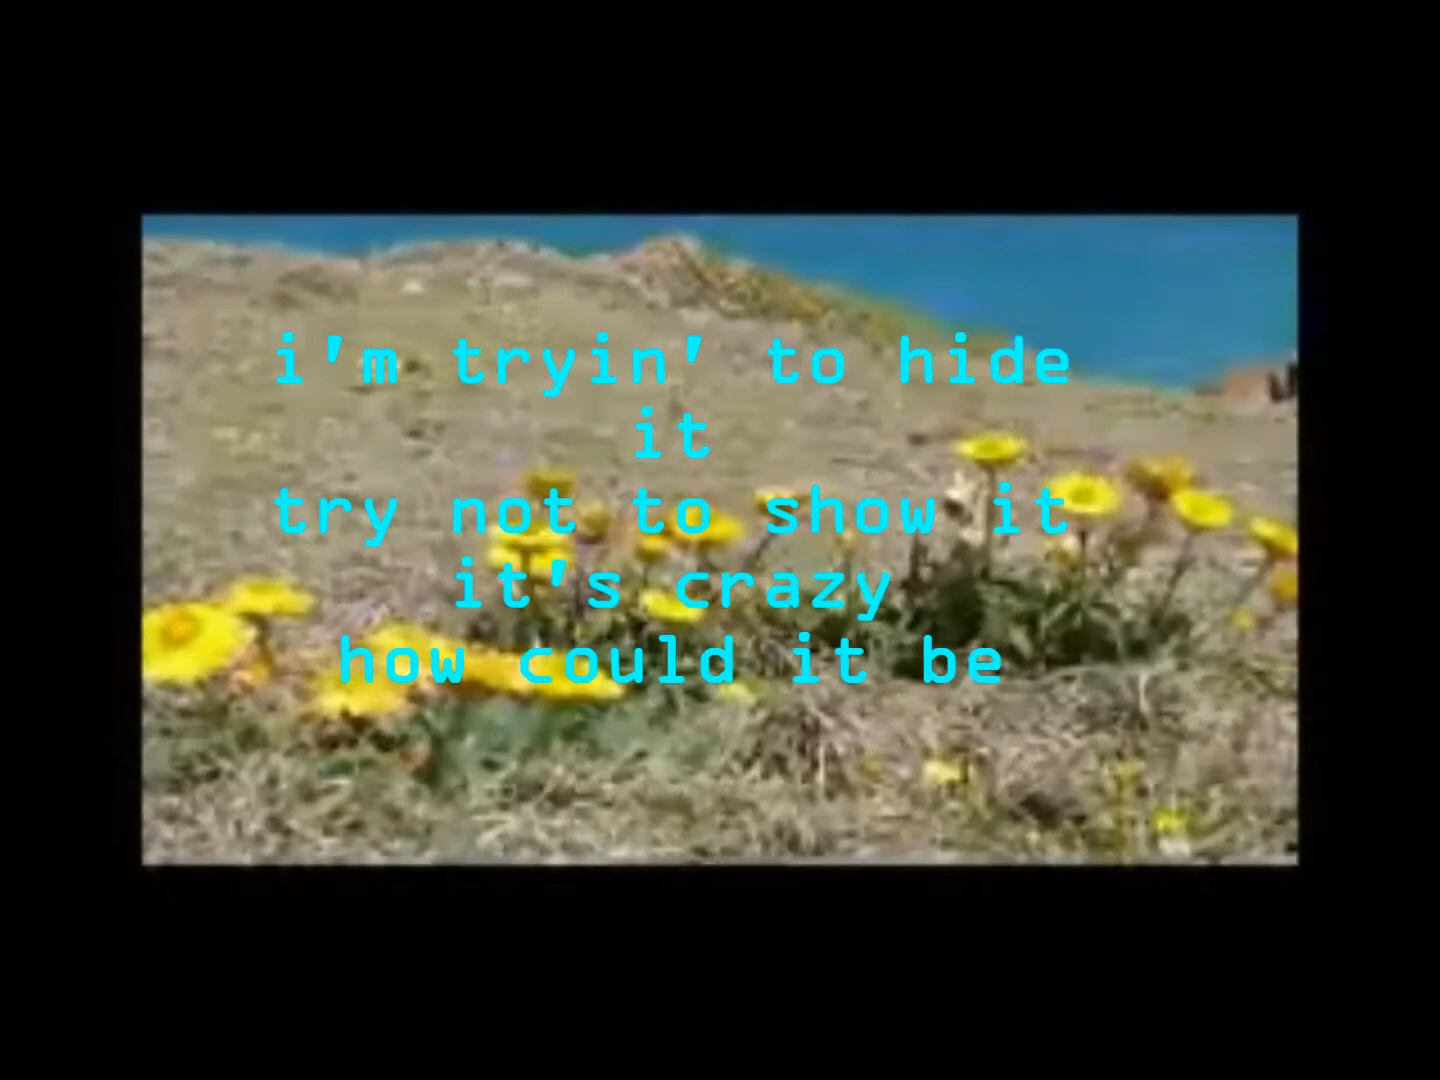 i'm tryin' to hide
it
try not to show it
it's crazy
how could it be